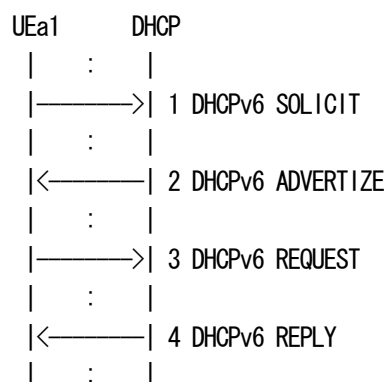 UEa1 DHCP
| : |
|--------->| 1 DHCPv6 SOLICIT
| : |
|<---------| 2 DHCPv6 ADVERTIZE
| : |
|--------->| 3 DHCPv6 REQUEST
| : |
|<---------| 4 DHCPv6 REPLY
| : |